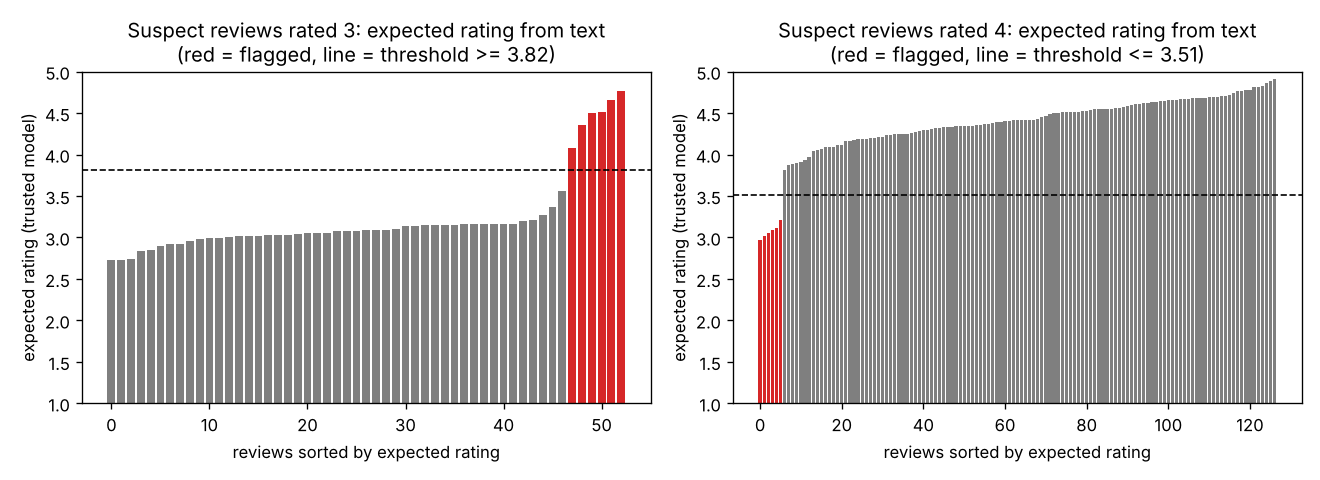 Suspect reviews rated 3: expected rating from text
(red = flagged, line = threshold >= 3.82)
5.0
4.5
4.0
3.5
3.0
2.5
2.0
1.5
1.0
expected rating (trusted model)
0 10 20 30 40 50
reviews sorted by expected rating
Suspect reviews rated 4: expected rating from text
(red = flagged, line = threshold <= 3.51)
5.0
4.5
4.0
3.5
3.0
2.5
2.0
1.5
1.0
expected rating (trusted model)
0 20 40 60 80 100 120
reviews sorted by expected rating